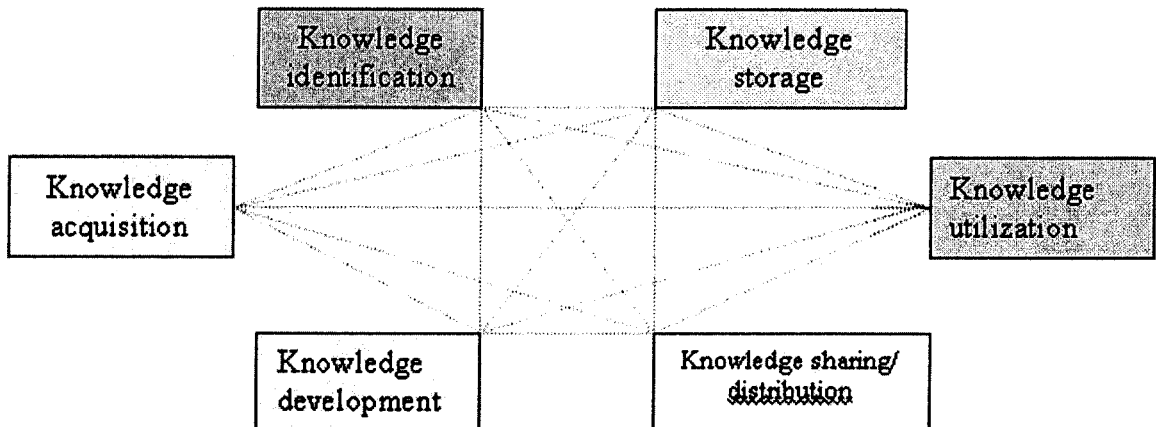 Knowledge
identification
Knowledge
storage
Knowledge
acquisition
Knowledge
utilization
Knowledge
development
Knowledge sharing/
distribution